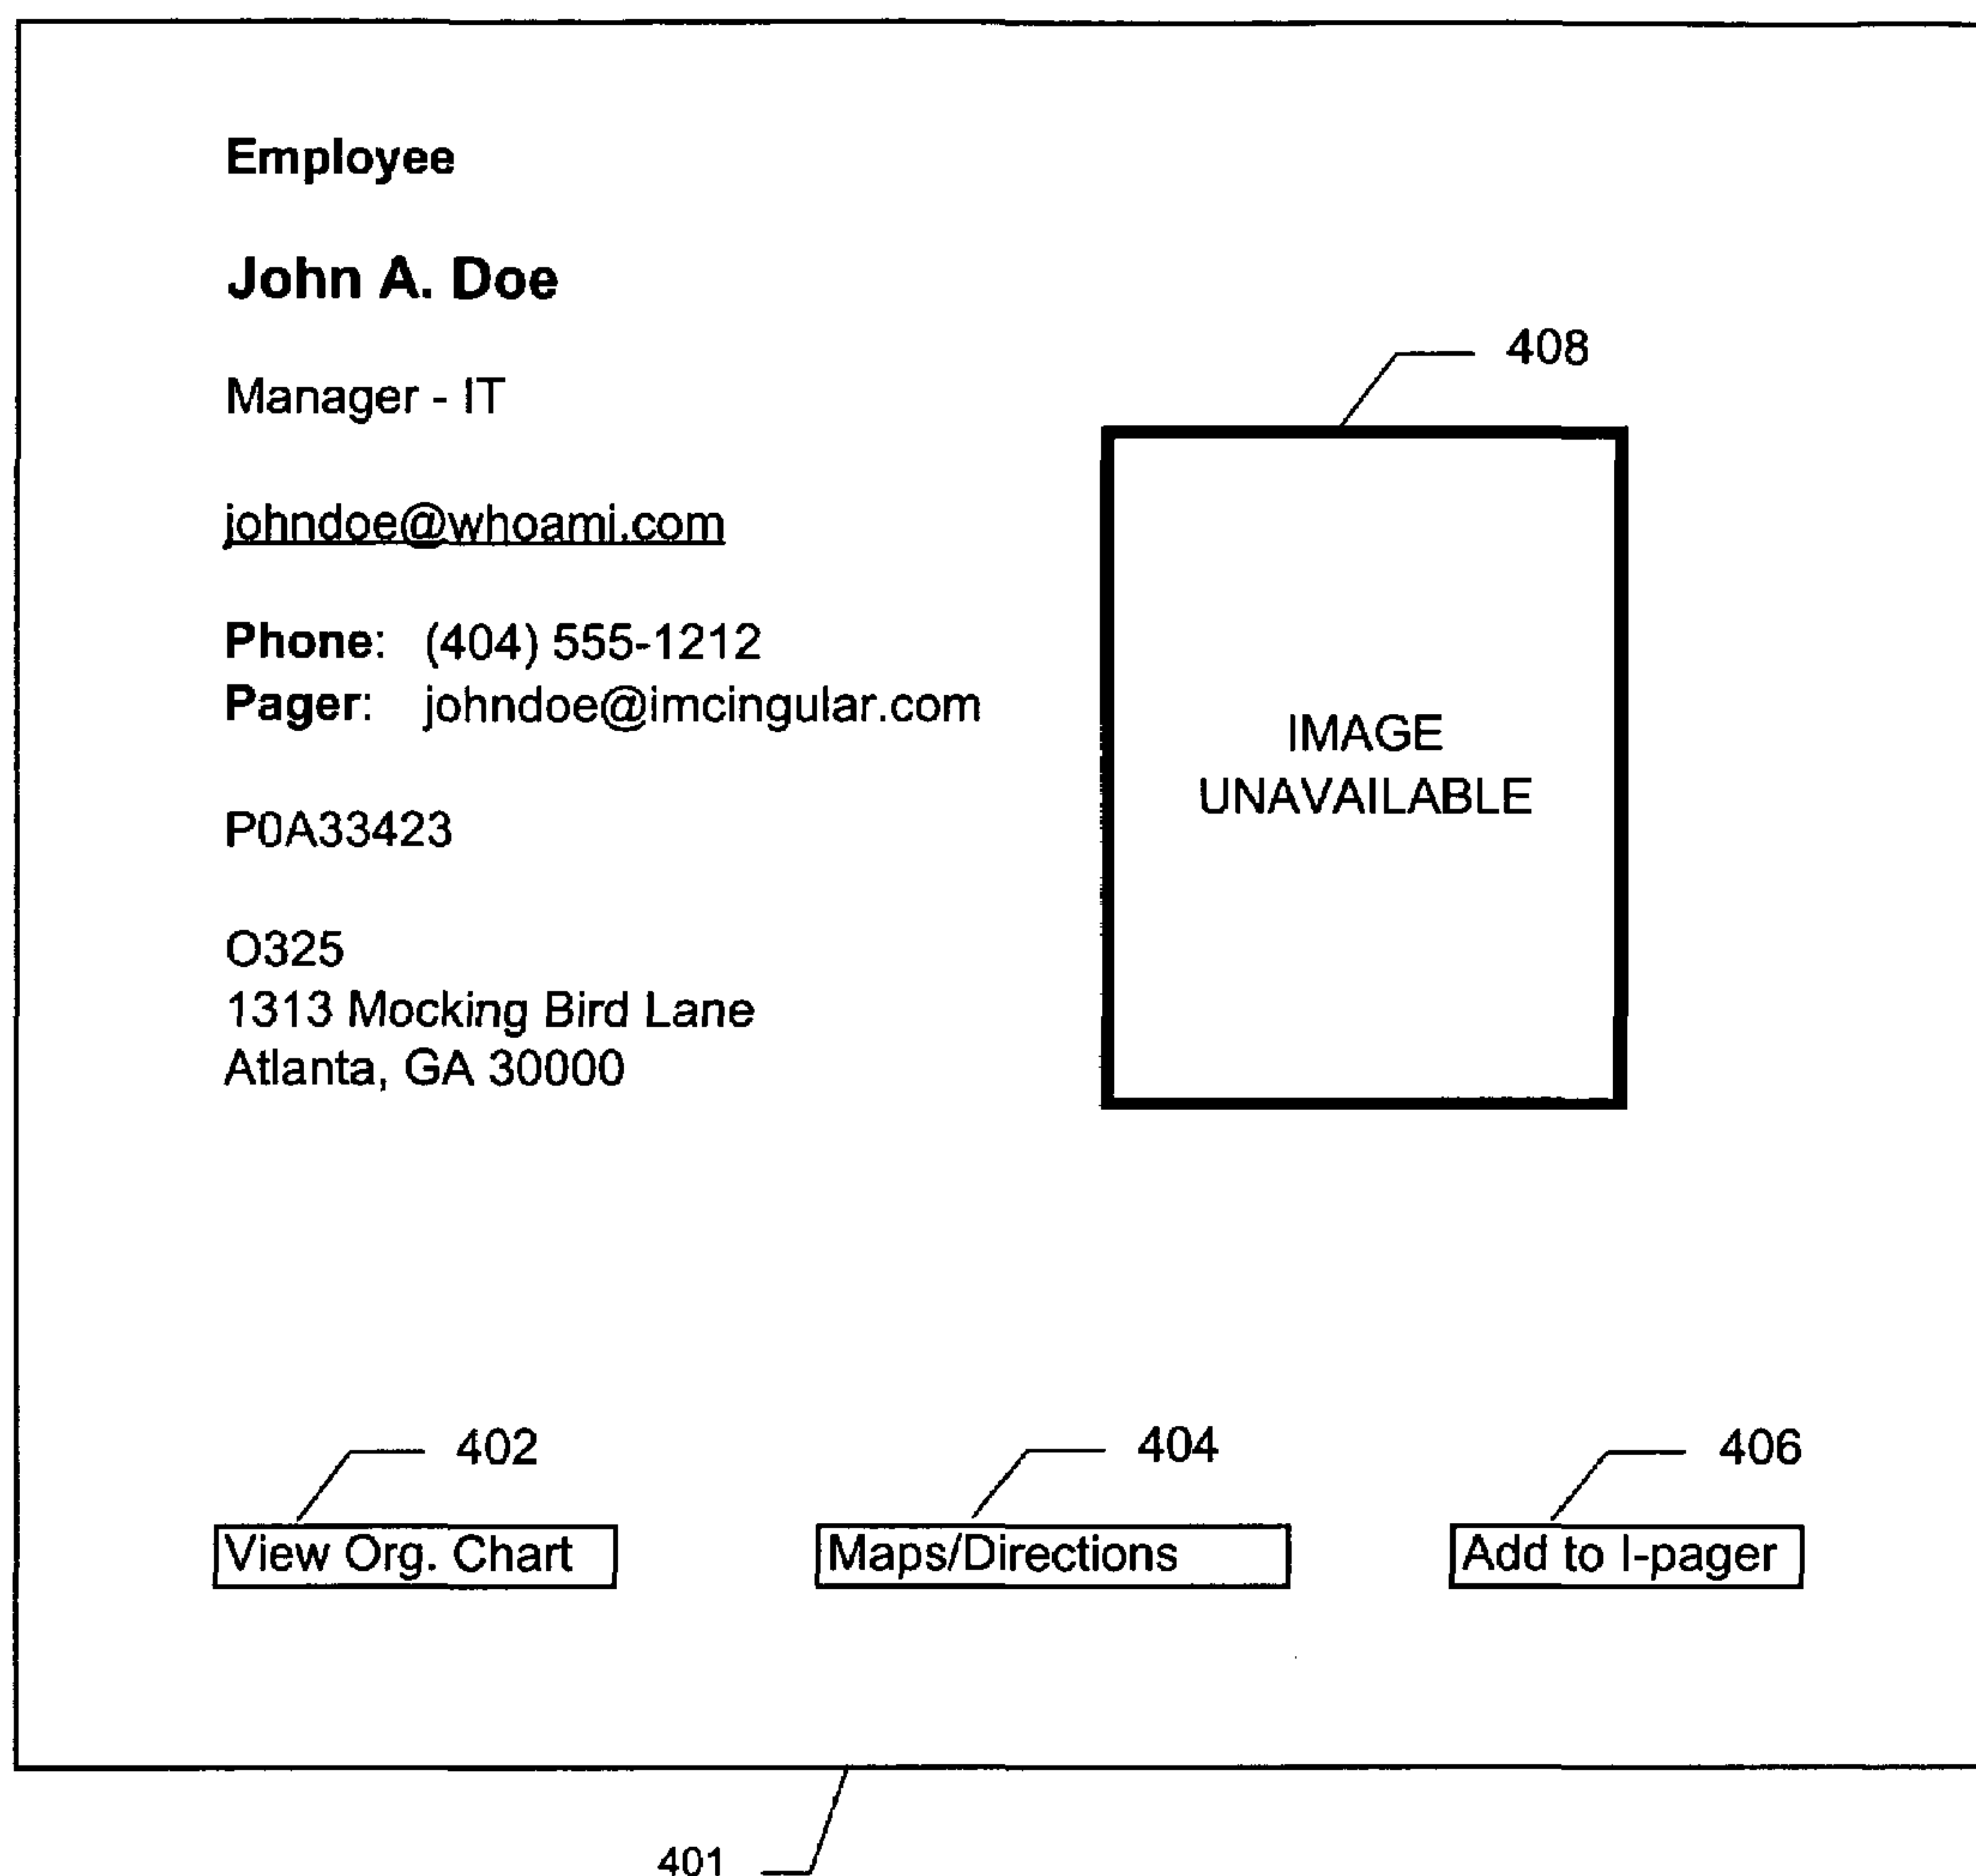 Employee
John A. Doe
408
Manager - IT
johndoe@whoami.com
Phone: (404) 555-1212
Pager: johndoe@imcingular.com
IMAGE
UNAVAILABLE
P0A33423
O325
1313 Mocking Bird Lane
Atlanta, GA 30000
402
404
406
View Org. Chart
Maps/Directions
Add to I-pager
401